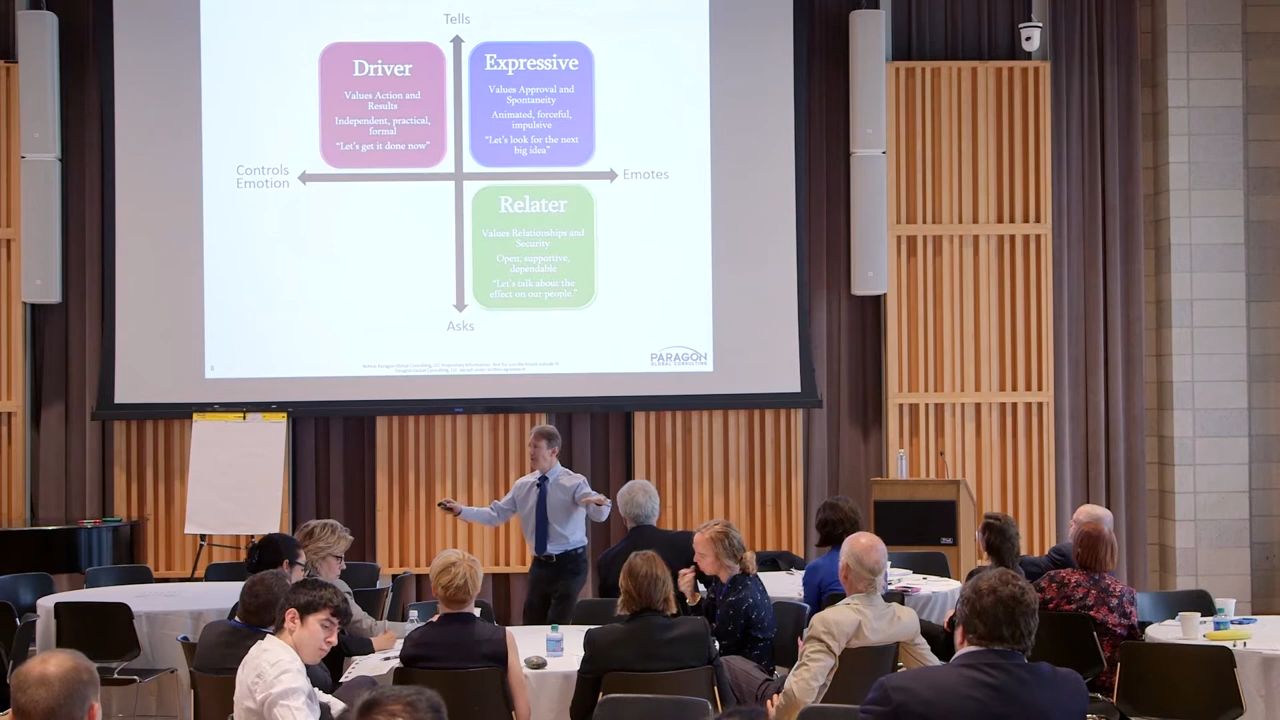 Tells
Driver
Values Action and
Results
Independent, practical,
formal
"Let's get it done now"
Expressive
Values Approval and
Spontaneity
Animated, forceful,
impulsive
"Let's look for the next
big idea"
Controls
Emotion
Emotes
Relater
Values Relationships and
Security
Open, supportive,
dependable
"Let's talk about the
effect on our people."
Asks
PARAGON
GLOBAL CONSULTING